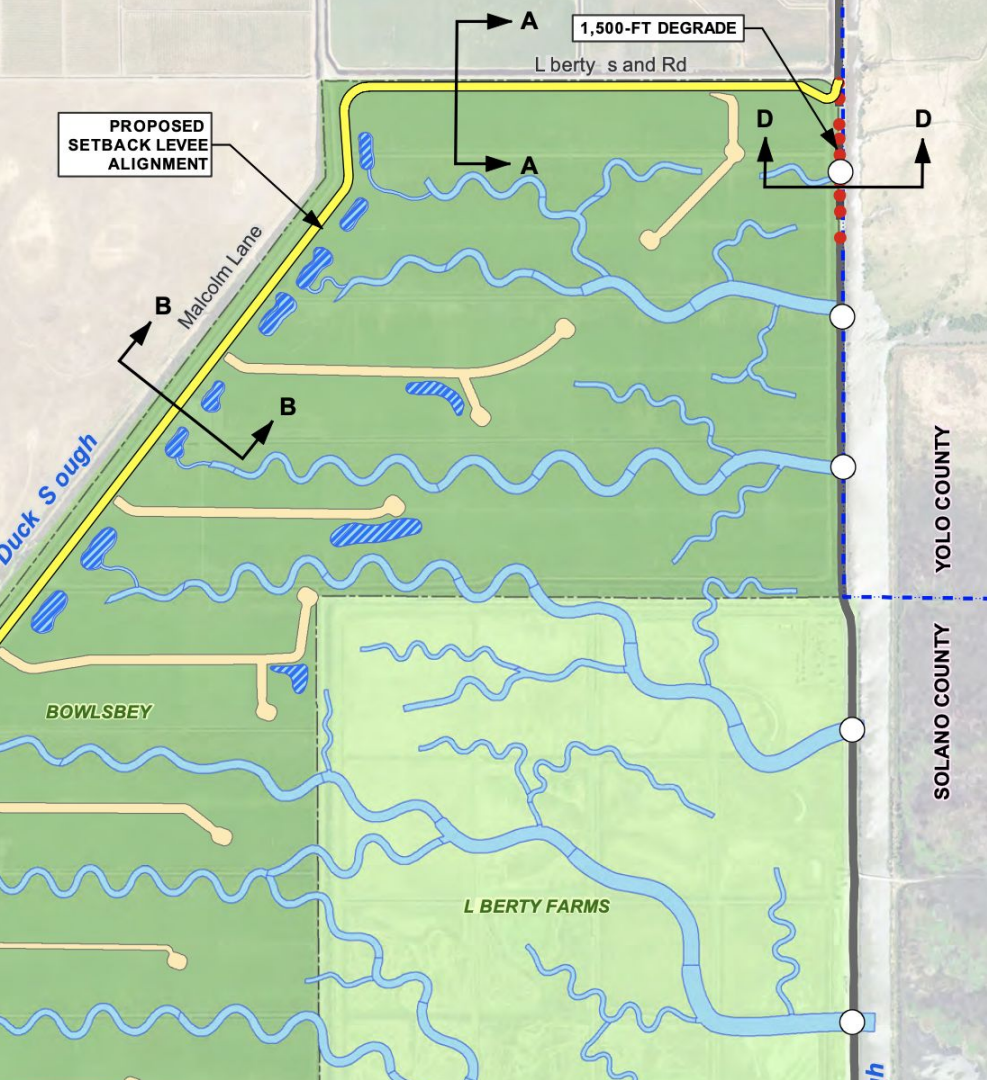 A
1,500-FT DEGRADE
L berty  s and Rd
PROPOSED
SETBACK LEVEE
ALIGNMENT
D
D
A
Malcolm Lane
B
B
Duck  S ough
YOLO COUNTY
SOLANO COUNTY
BOWLSBEY
L BERTY FARMS